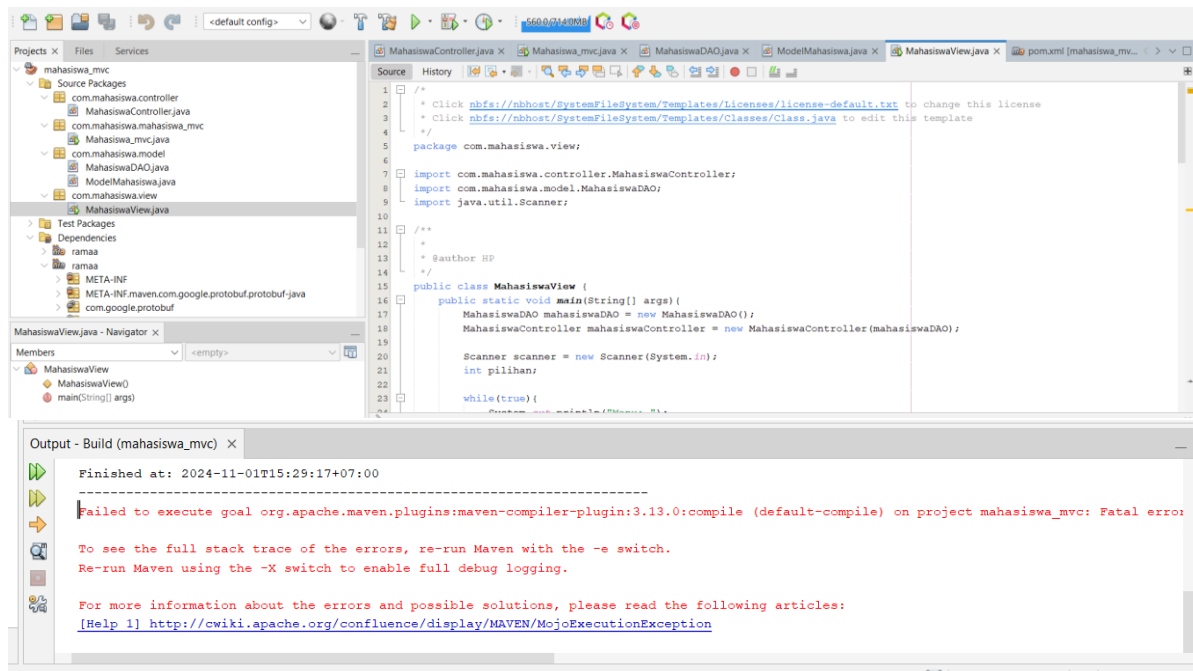 <default config>
560.0/714.0MB
Projects × Files Services
MahasiswaController.java × Mahasiswa_mvc.java × MahasiswaDAO.java × ModelMahasiswa.java × MahasiswaView.java × pom.xml [mahasiswa_mv...
Source History
mahasiswa_mvc
Source Packages
com.mahasiswa.controller
MahasiswaController.java
com.mahasiswa.mahasiswa_mvc
Mahasiswa_mvc.java
com.mahasiswa.model
MahasiswaDAO.java
ModelMahasiswa.java
com.mahasiswa.view
MahasiswaView.java
Test Packages
Dependencies
ramaa
ramaa
META-INF
META-INF.maven.com.google.protobuf.protobuf-java
com.google.protobuf
MahasiswaView.java - Navigator ×
Members <empty>
MahasiswaView
MahasiswaView()
main(String[] args)
1 /*
2 * Click nbfs://nbhost/SystemFileSystem/Templates/Licenses/license-default.txt to change this license
3 * Click nbfs://nbhost/SystemFileSystem/Templates/Classes/Class.java to edit this template
4 */
5 package com.mahasiswa.view;
6
7 import com.mahasiswa.controller.MahasiswaController;
8 import com.mahasiswa.model.MahasiswaDAO;
9 import java.util.Scanner;
10
11 /**
12 *
13 * @author HP
14 */
15 public class MahasiswaView {
16 public static void main(String[] args){
17 MahasiswaDAO mahasiswaDAO = new MahasiswaDAO();
18 MahasiswaController mahasiswaController = new MahasiswaController(mahasiswaDAO);
19
20 Scanner scanner = new Scanner(System.in);
21 int pilihan;
22
23 while(true){
24 System.out.println("Menu: ");
Output - Build (mahasiswa_mvc) ×
Finished at: 2024-11-01T15:29:17+07:00
------------------------------------------------------------------------
Failed to execute goal org.apache.maven.plugins:maven-compiler-plugin:3.13.0:compile (default-compile) on project mahasiswa_mvc: Fatal error
To see the full stack trace of the errors, re-run Maven with the -e switch.
Re-run Maven using the -X switch to enable full debug logging.
For more information about the errors and possible solutions, please read the following articles:
[Help 1] http://cwiki.apache.org/confluence/display/MAVEN/MojoExecutionException